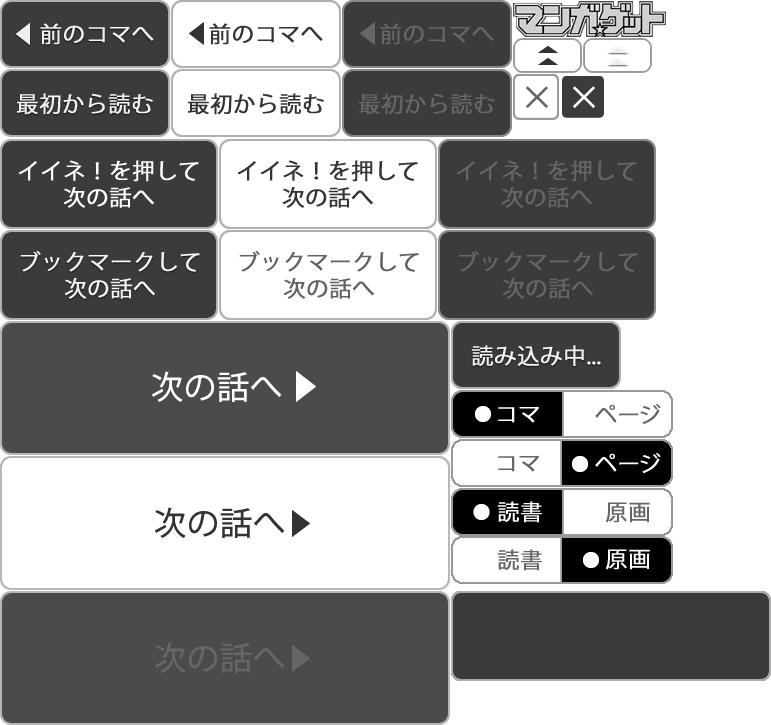 前のコマへ
前のコマへ
前のコマへ
マンガ☆ゲット
最初から読む
最初から読む
最初から読む
イイネ！を押して
次の話へ
イイネ！を押して
次の話へ
イイネ！を押して
次の話へ
ブックマークして
次の話へ
ブックマークして
次の話へ
ブックマークして
次の話へ
次の話へ
読み込み中...
コマ ページ
コマ ページ
読書 原画
読書 原画
次の話へ
次の話へ